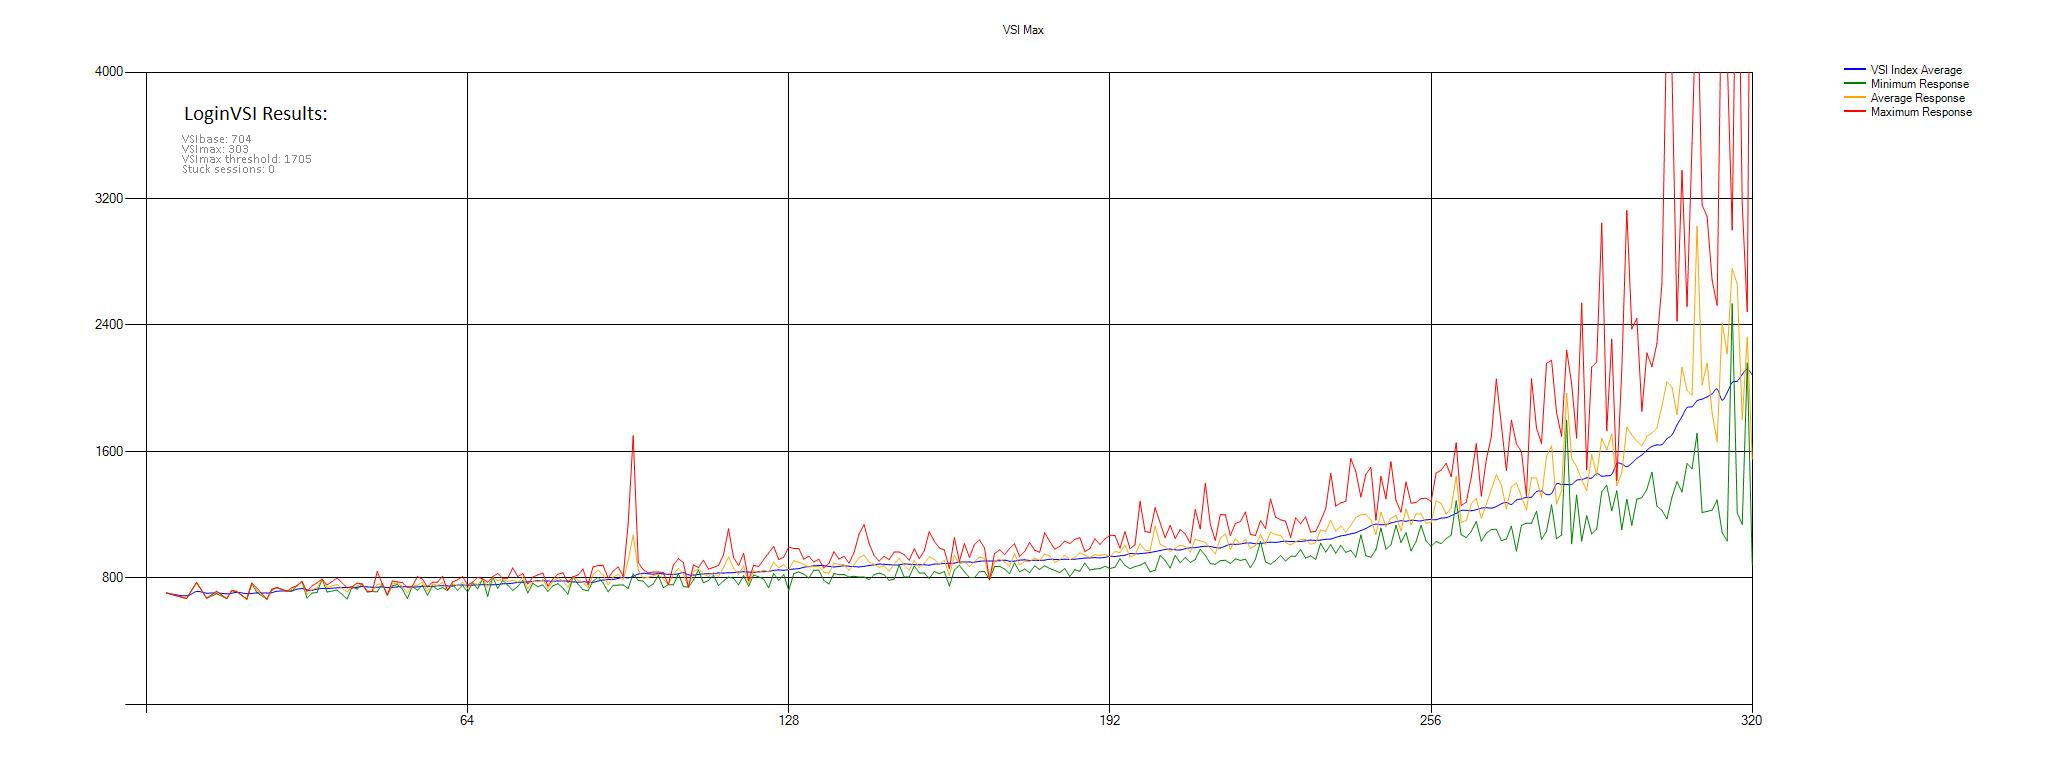 VSI Max
4000
3200
2400
1600
800
64
128
192
256
320
LoginVSI Results:
VSIbase: 704
VSImax: 303
VSImax threshold: 1705
Stuck sessions: 0
VSI Index Average
Minimum Response
Average Response
Maximum Response